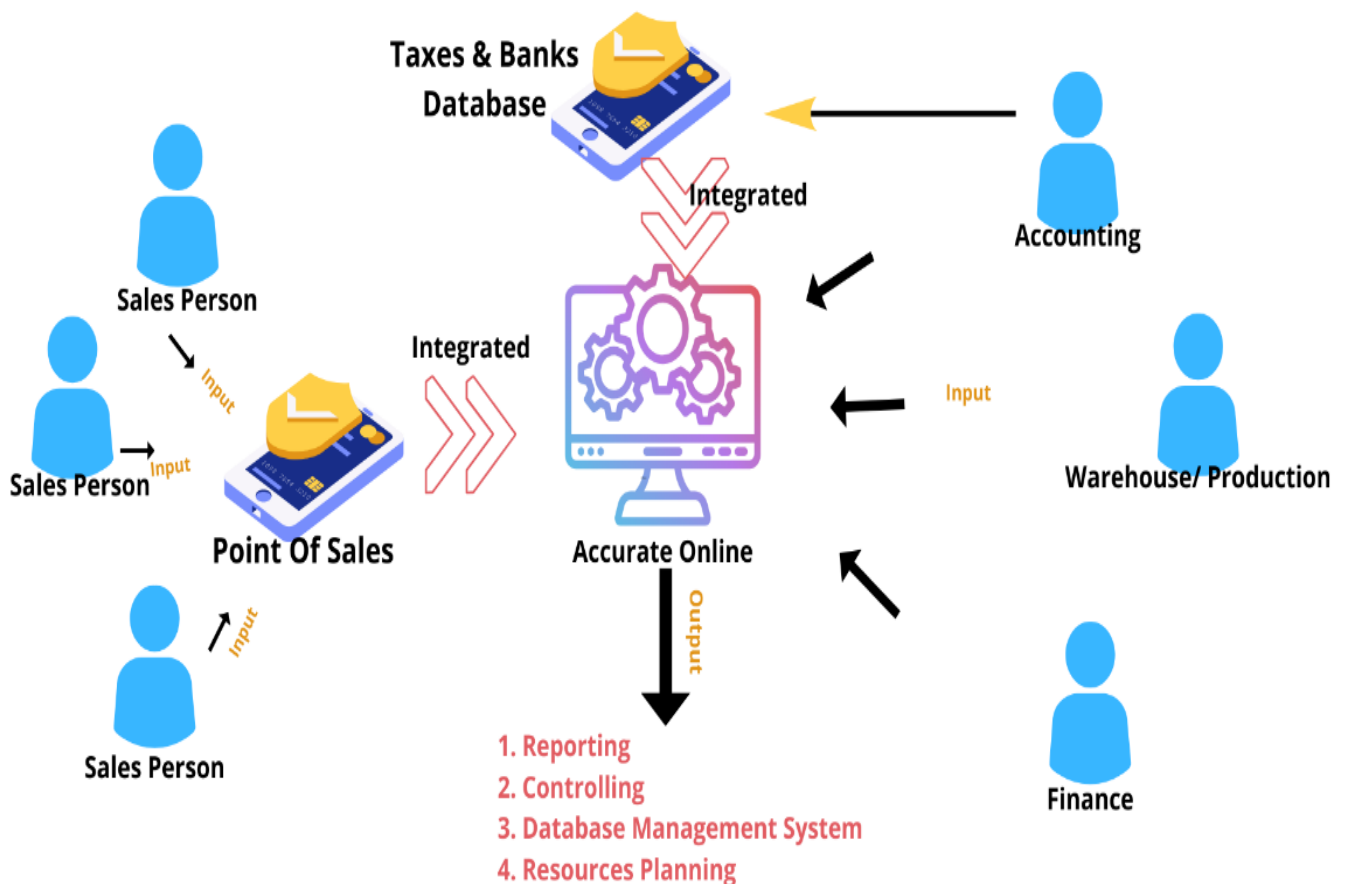 Taxes & Banks
Database
Integrated
Accounting
Sales Person
Input
Integrated
Sales Person
Input
Input
Warehouse/ Production
Point Of Sales
Accurate Online
Input
Output
Sales Person
Finance
1. Reporting
2. Controlling
3. Database Management System
4. Resources Planning